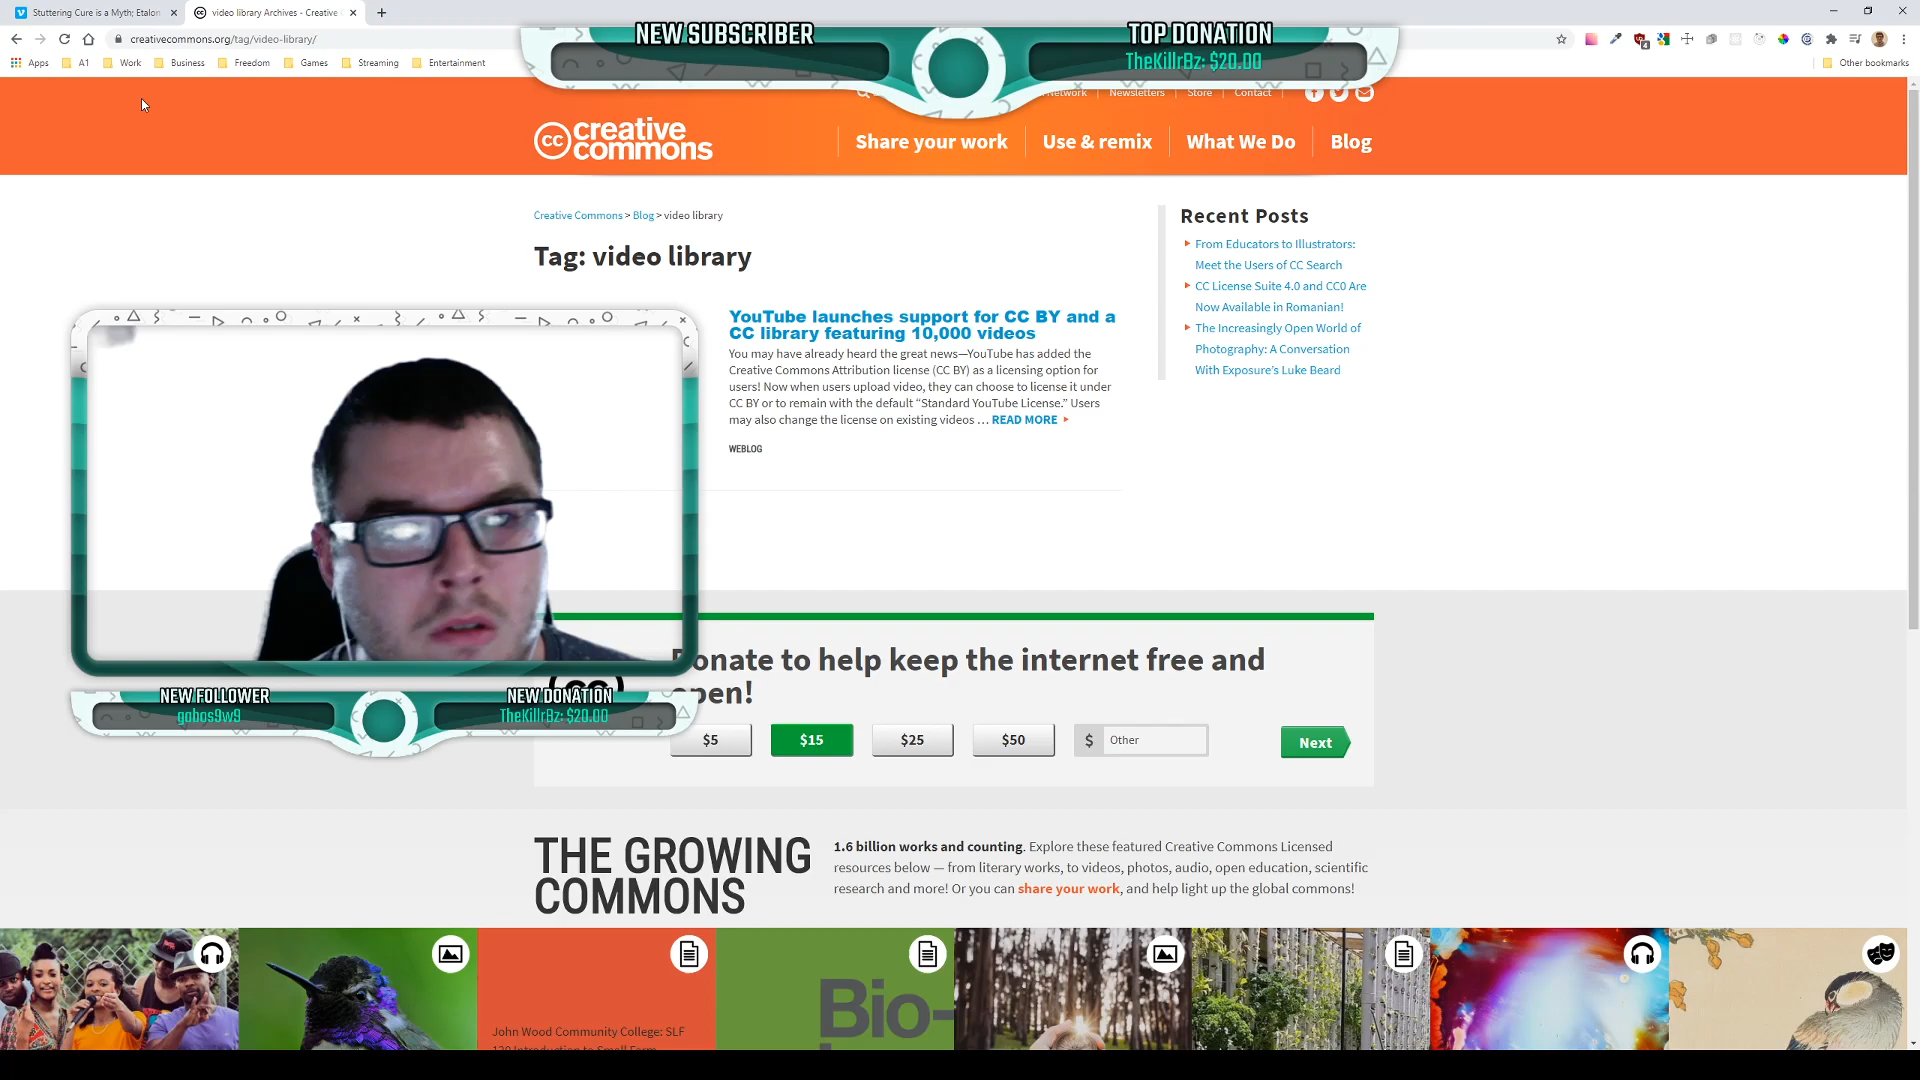 Stuttering Cure is a Myth; Etalon
video library Archives - Creative
creativecommons.org/tag/video-library/
Apps
A1
Work
Business
Freedom
Games
Streaming
Entertainment
Other bookmarks
NEW SUBSCRIBER
TOP DONATION
TheKillrBz: $20.00
Network
Newsletters
Store
Contact
cc creative commons
Share your work
Use & remix
What We Do
Blog
Creative Commons > Blog > video library
Tag: video library
YouTube launches support for CC BY and a
CC library featuring 10,000 videos
You may have already heard the great news—YouTube has added the
Creative Commons Attribution license (CC BY) as a licensing option for
users! Now when users upload video, they can choose to license it under
CC BY or to remain with the default “Standard YouTube License.” Users
may also change the license on existing videos … READ MORE
WEBLOG
Recent Posts
From Educators to Illustrators:
Meet the Users of CC Search
CC License Suite 4.0 and CC0 Are
Now Available in Romanian!
The Increasingly Open World of
Photography: A Conversation
With Exposure’s Luke Beard
NEW FOLLOWER
gabos9w9
NEW DONATION
TheKillrBz: $20.00
Donate to help keep the internet free and
open!
$5
$15
$25
$50
$ Other
Next
THE GROWING
COMMONS
1.6 billion works and counting. Explore these featured Creative Commons Licensed
resources below — from literary works, to videos, photos, audio, open education, scientific
research and more! Or you can share your work, and help light up the global commons!
John Wood Community College: SLF
Bio-